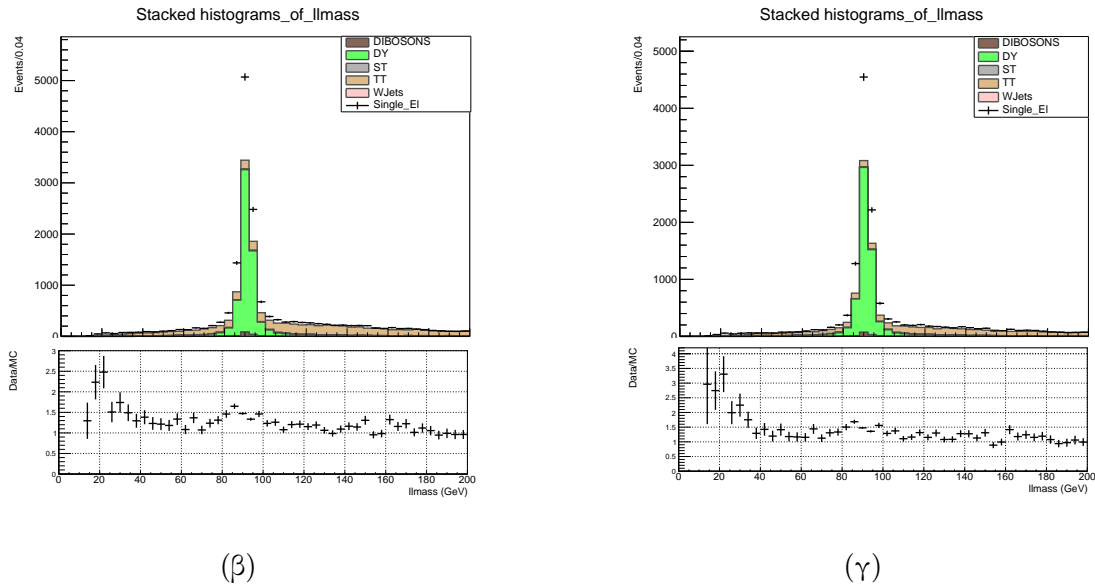 Stacked histograms_of_llmass
Events/0.04
5000
4000
3000
2000
1000
0
DIBOSONS
DY
ST
TT
WJets
Single_El
Data/MC
3
2.5
2
1.5
1
0.5
0
0 20 40 60 80 100 120 140 160 180 200
llmass (GeV)
(β)
Stacked histograms_of_llmass
Events/0.04
5000
4000
3000
2000
1000
0
DIBOSONS
DY
ST
TT
WJets
Single_El
Data/MC
4
3.5
3
2.5
2
1.5
1
0.5
0
0 20 40 60 80 100 120 140 160 180 200
llmass (GeV)
(γ)